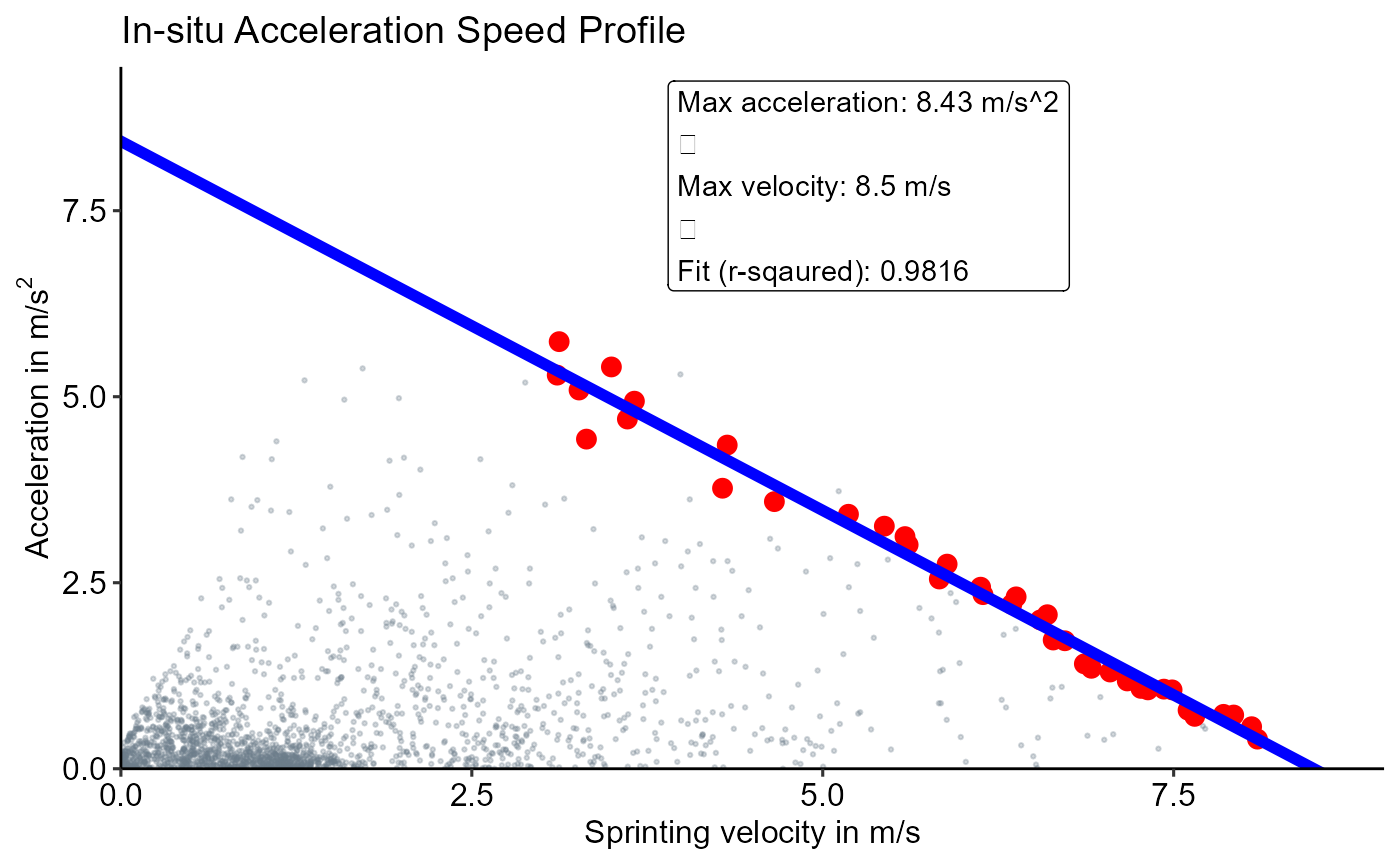 In-situ Acceleration Speed Profile
Max acceleration: 8.43 m/s^2
Max velocity: 8.5 m/s
Fit (r-sqaured): 0.9816
7.5
5.0
2.5
0.0
Acceleration in m/s²
0.0 2.5 5.0 7.5
Sprinting velocity in m/s